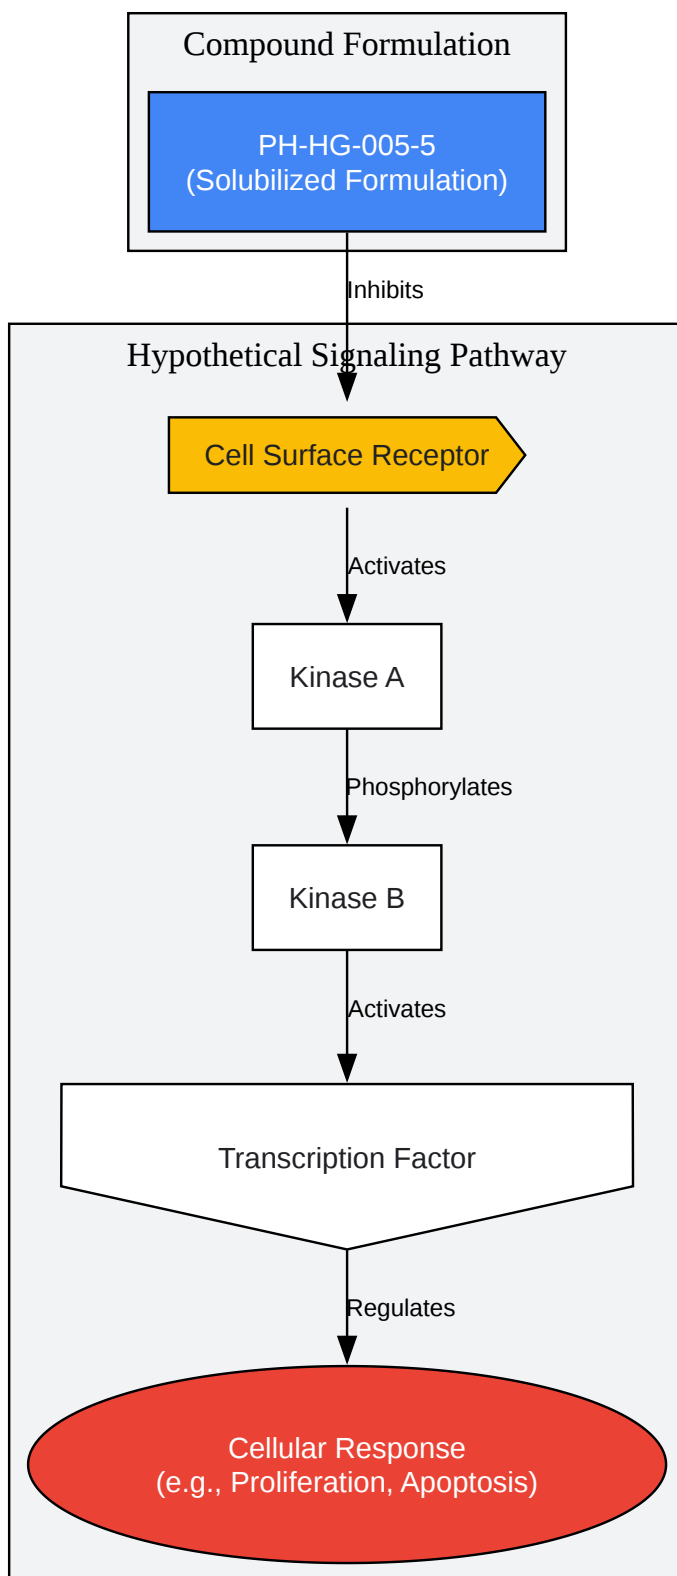 Compound Formulation
PH-HG-005-5
(Solubilized Formulation)
Inhibits
Hypothetical Signaling Pathway
Cell Surface Receptor
Activates
Kinase A
Phosphorylates
Kinase B
Activates
Transcription Factor
Regulates
Cellular Response
(e.g., Proliferation, Apoptosis)